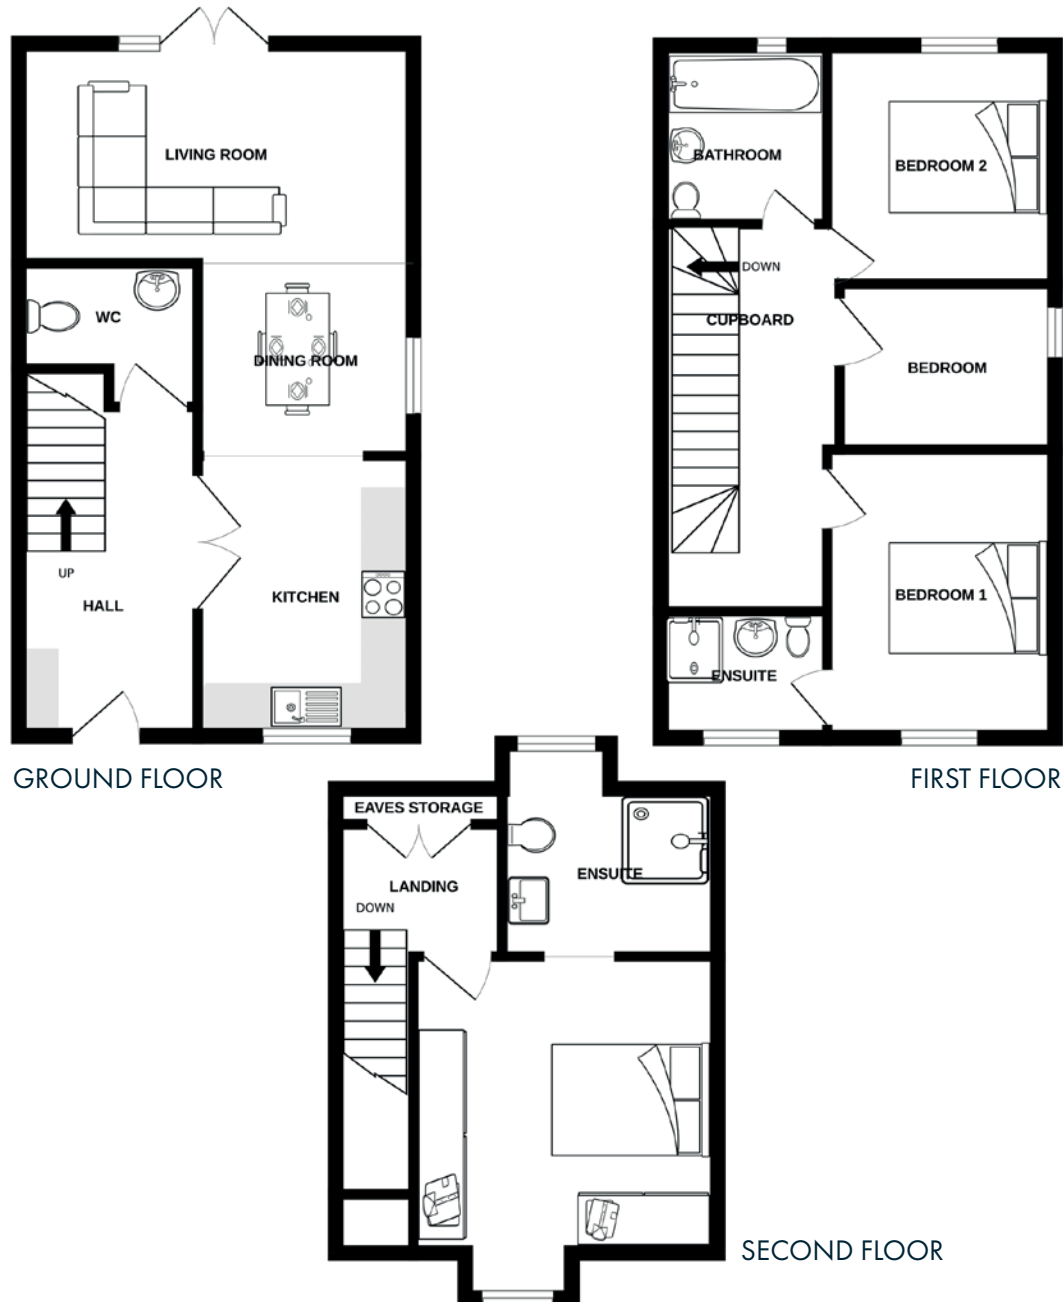 LIVING ROOM
WC
DINING ROOM
UP
HALL
KITCHEN
GROUND FLOOR
BATHROOM
BEDROOM 2
DOWN
CUPBOARD
BEDROOM
BEDROOM 1
ENSUITE
FIRST FLOOR
EAVES STORAGE
LANDING
ENSUITE
DOWN
SECOND FLOOR